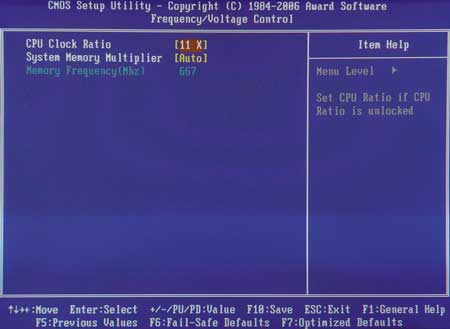 CMOS Setup Utility - Copyright (C) 1984-2006 Award Software
Frequency/Voltage Control
CPU Clock Ratio [11 X]
System Memory Multiplier [Auto]
Memory Frequency(Mhz) 667
Item Help
Menu Level ▶
Set CPU Ratio if CPU
Ratio is unlocked
↑↓→←:Move Enter:Select +/-/PU/PD:Value F10:Save ESC:Exit F1:General Help
F5:Previous Values F6:Fail-Safe Defaults F7:Optimized Defaults